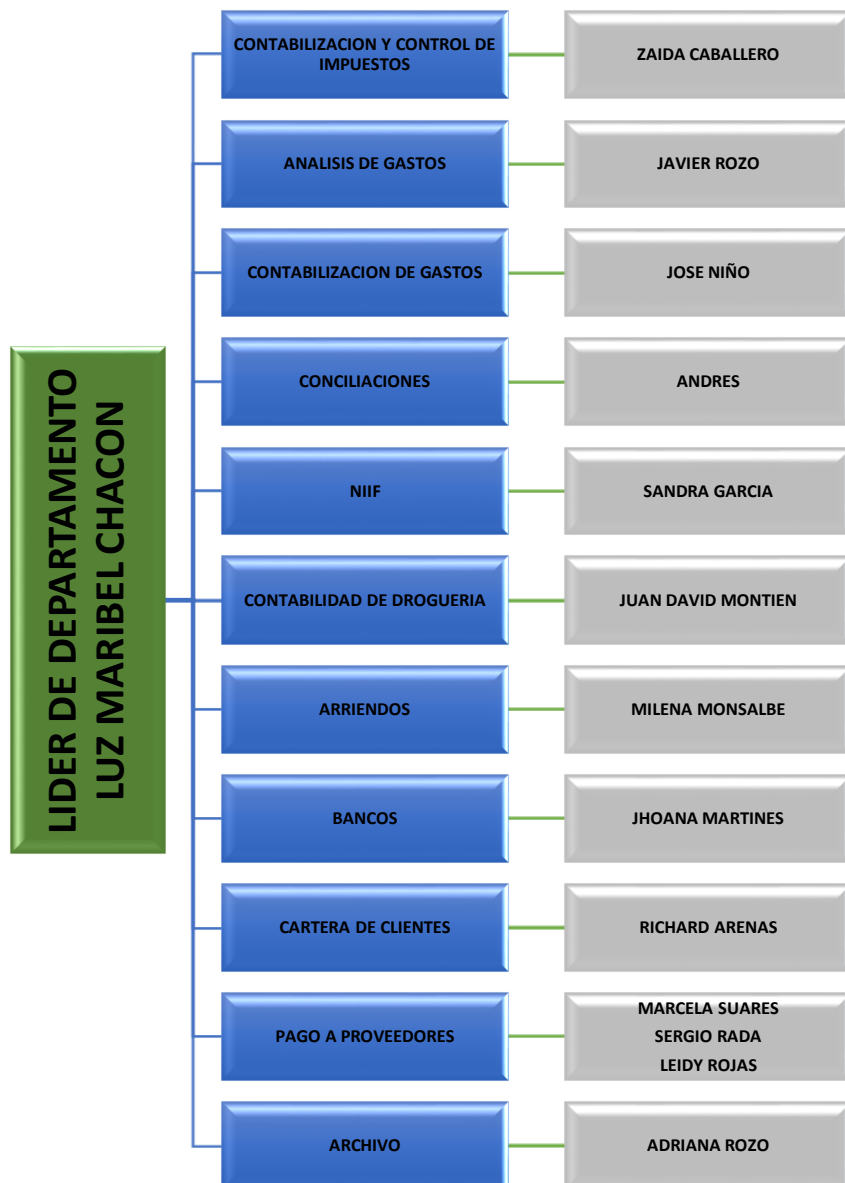 LIDER DE DEPARTAMENTO
LUZ MARIBEL CHACON
CONTABILIZACION Y CONTROL DE
IMPUESTOS
ZAIDA CABALLERO
ANALISIS DE GASTOS
JAVIER ROZO
CONTABILIZACION DE GASTOS
JOSE NIÑO
CONCILIACIONES
ANDRES
NIIF
SANDRA GARCIA
CONTABILIDAD DE DROGUERIA
JUAN DAVID MONTIEN
ARRIENDOS
MILENA MONSALBE
BANCOS
JHOANA MARTINES
CARTERA DE CLIENTES
RICHARD ARENAS
PAGO A PROVEEDORES
MARCELA SUARES
SERGIO RADA
LEIDY ROJAS
ARCHIVO
ADRIANA ROZO